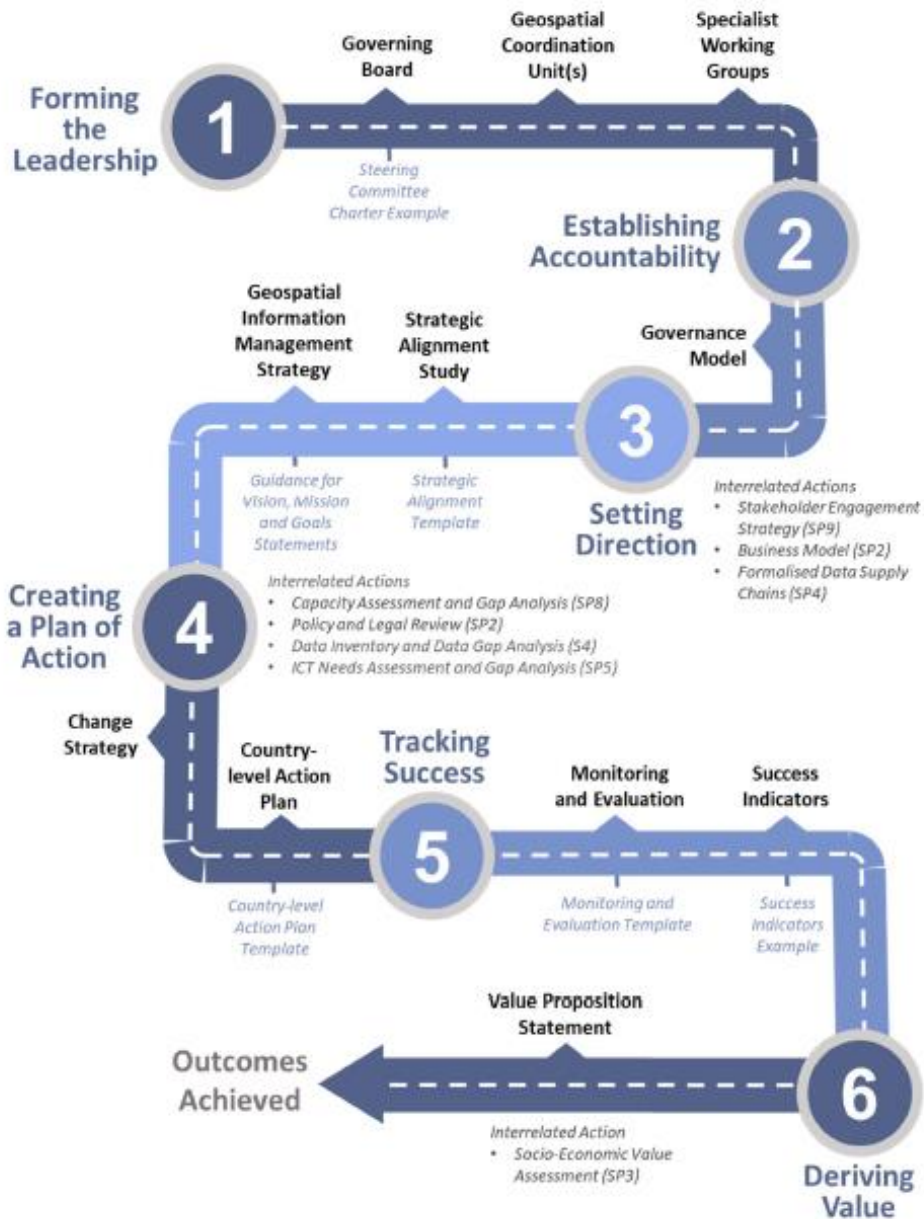 Forming
the
Leadership
1
Governing
Board
Geospatial
Coordination
Unit(s)
Specialist
Working
Groups
Steering
Committee
Charter Example
Establishing
Accountability
2
Governance
Model
Geospatial
Information
Management
Strategy
Strategic
Alignment
Study
3
Setting
Direction
Guidance for
Vision, Mission
and Goals
Statements
Strategic
Alignment
Template
Interrelated Actions
• Stakeholder Engagement
Strategy (SP9)
• Business Model (SP2)
• Formalised Data Supply
Chains (SP4)
Creating
a Plan of
Action
4
Interrelated Actions
• Capacity Assessment and Gap Analysis (SP8)
• Policy and Legal Review (SP2)
• Data Inventory and Data Gap Analysis (S4)
• ICT Needs Assessment and Gap Analysis (SP5)
Change
Strategy
Country-
level Action
Plan
Tracking
Success
5
Monitoring
and Evaluation
Success
Indicators
Country-level
Action Plan
Template
Monitoring and
Evaluation Template
Success
Indicators
Example
Value Proposition
Statement
Outcomes
Achieved
6
Interrelated Action
• Socio-Economic Value
Assessment (SP3)
Deriving
Value